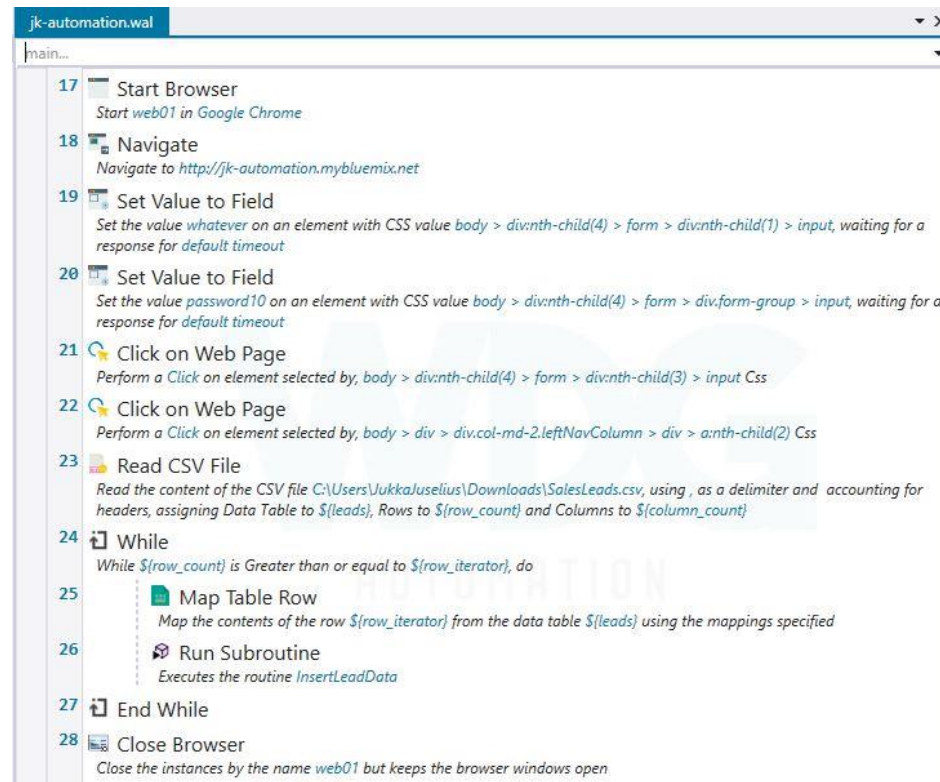 jk-automation.wal
main...
17 Start Browser
Start web01 in Google Chrome
18 Navigate
Navigate to http://jk-automation.mybluemix.net
19 Set Value to Field
Set the value whatever on an element with CSS value body > div:nth-child(4) > form > div:nth-child(1) > input, waiting for a
response for default timeout
20 Set Value to Field
Set the value password10 on an element with CSS value body > div:nth-child(4) > form > div.form-group > input, waiting for a
response for default timeout
21 Click on Web Page
Perform a Click on element selected by, body > div:nth-child(4) > form > div:nth-child(3) > input Css
22 Click on Web Page
Perform a Click on element selected by, body > div > div.col-md-2.leftNavColumn > div > a:nth-child(2) Css
23 Read CSV File
Read the content of the CSV file C:\Users\JukkaJuselius\Downloads\SalesLeads.csv, using , as a delimiter and accounting for
headers, assigning Data Table to ${leads}, Rows to ${row_count} and Columns to ${column_count}
24 While
While ${row_count} is Greater than or equal to ${row_iterator}, do
25 Map Table Row
Map the contents of the row ${row_iterator} from the data table ${leads} using the mappings specified
26 Run Subroutine
Executes the routine InsertLeadData
27 End While
28 Close Browser
Close the instances by the name web01 but keeps the browser windows open
WDG
AUTOMATION